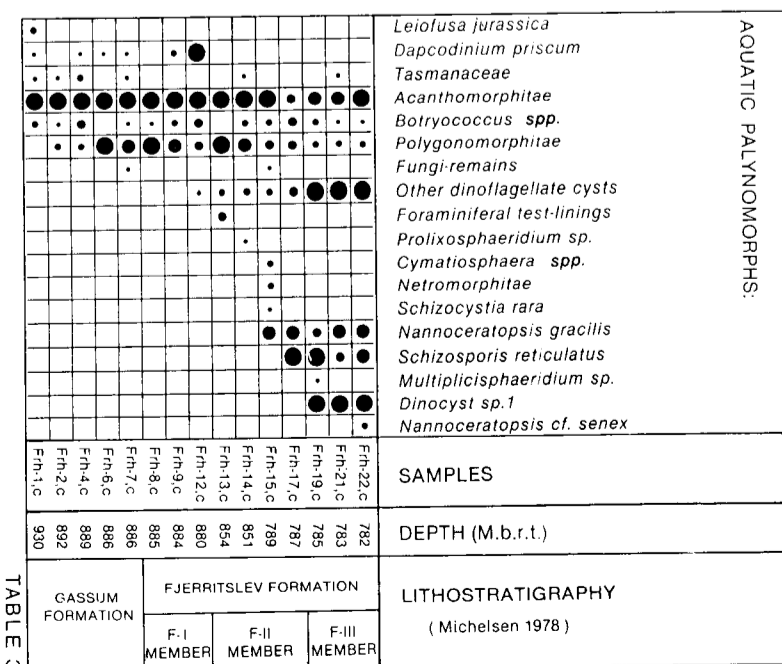 AQUATIC PALYNOMORPHS:
Leiofusa jurassica
Dapcodinium priscum
Tasmanaceae
Acanthomorphitae
Botryococcus spp.
Polygonomorphitae
Fungi-remains
Other dinoflagellate cysts
Foraminiferal test-linings
Prolixosphaeridium sp.
Cymatiosphaera spp.
Netromorphitae
Schizocystia rara
Nannoceratopsis gracilis
Schizosporis reticulatus
Multiplicisphaeridium sp.
Dinocyst sp.1
Nannoceratopsis cf. senex
Frh-1,c Frh-2,c Frh-4,c Frh-6,c Frh-7,c Frh-8,c Frh-9,c Frh-12,c Frh-13,c Frh-14,c Frh-15,c Frh-17,c Frh-19,c Frh-21,c Frh-22,c SAMPLES
930 892 889 886 886 885 884 880 854 851 789 787 785 783 782 DEPTH (M.b.r.t.)
GASSUM FORMATION
FJERRITSLEV FORMATION
F-I MEMBER
F-II MEMBER
F-III MEMBER
LITHOSTRATIGRAPHY
(Michelsen 1978)
TABLE